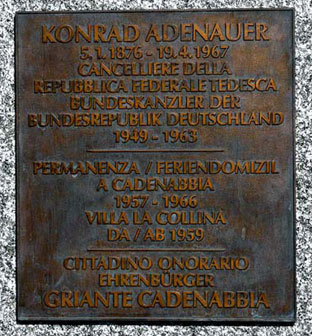 KONRAD ADENAUER
5.1.1876 - 19.4.1967
CANCELLIERE DELLA
REPUBBLICA FEDERALE TEDESCA
BUNDESKANZLER DER
BUNDESREPUBLIK DEUTSCHLAND
1949 - 1963
PERMANENZA / FERIENDOMIZIL
A CADENABBIA
1957 - 1966
VILLA LA COLLINA
DA / AB 1959
CITTADINO ONORARIO
EHRENBÜRGER
GRIANTE CADENABBIA